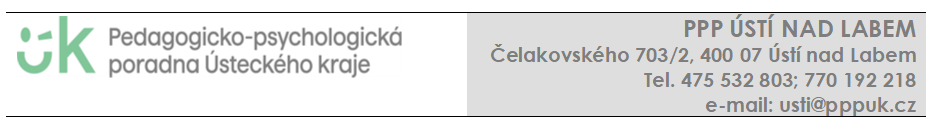 úk Pedagogicko-psychologická
poradna Ústeckého kraje
PPP ÚSTÍ NAD LABEM
Čelakovského 703/2, 400 07 Ústí nad Labem
Tel. 475 532 803; 770 192 218
e-mail: usti@pppuk.cz